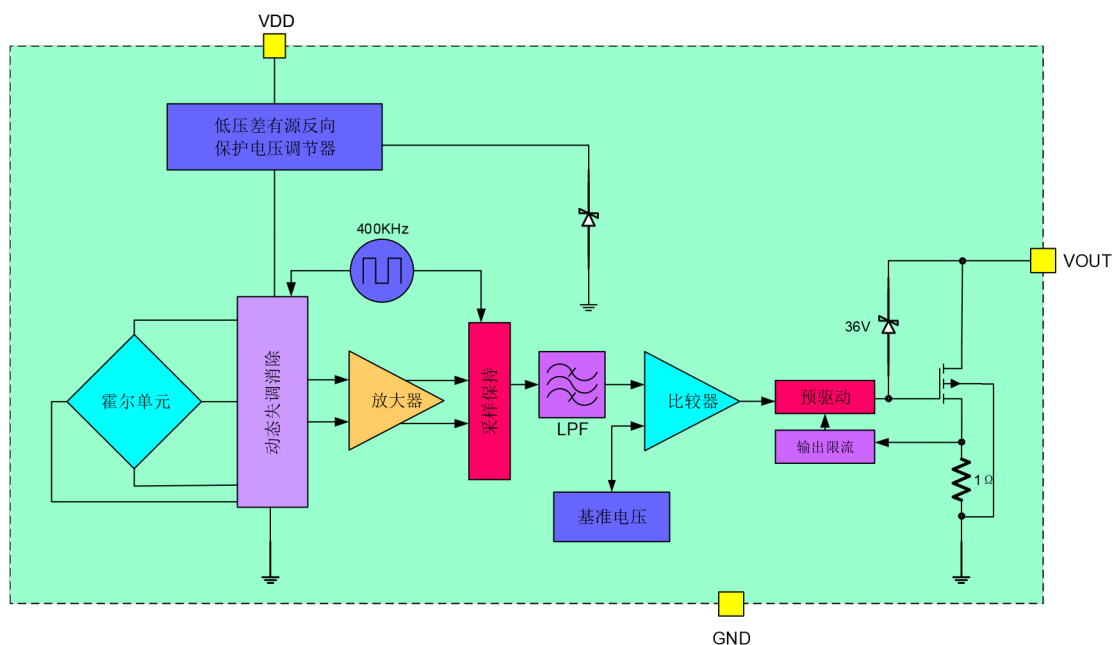 VDD
低压差有源反向
保护电压调节器
400KHz
VOUT
36V
霍尔单元
动态失调消除
放大器
采样保持
LPF
比较器
预驱动
输出限流
1Ω
基准电压
GND